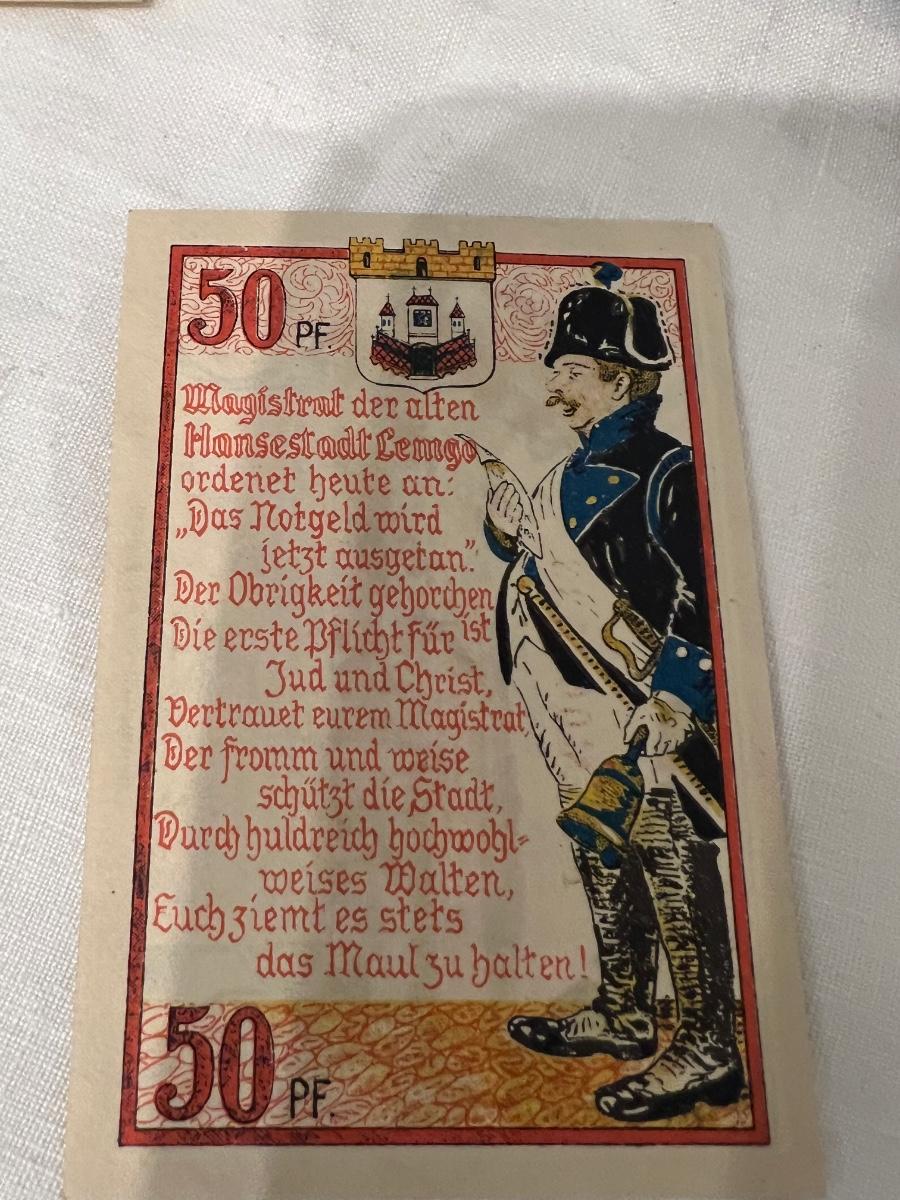 50 PF.
Magistrat der alten
Hansestadt Lemgo
ordenet heute an:
„Das Notgeld wird
jetzt ausgetan".
Der Obrigkeit gehorchen
ist
Die erste Pflicht für
Jud und Christ,
Vertrauet eurem Magistrat,
Der fromm und weise
schützt die Stadt,
Durch huldreich hochwohl-
weises Walten,
Euch ziemt es stets
das Maul zu halten!
50 PF.